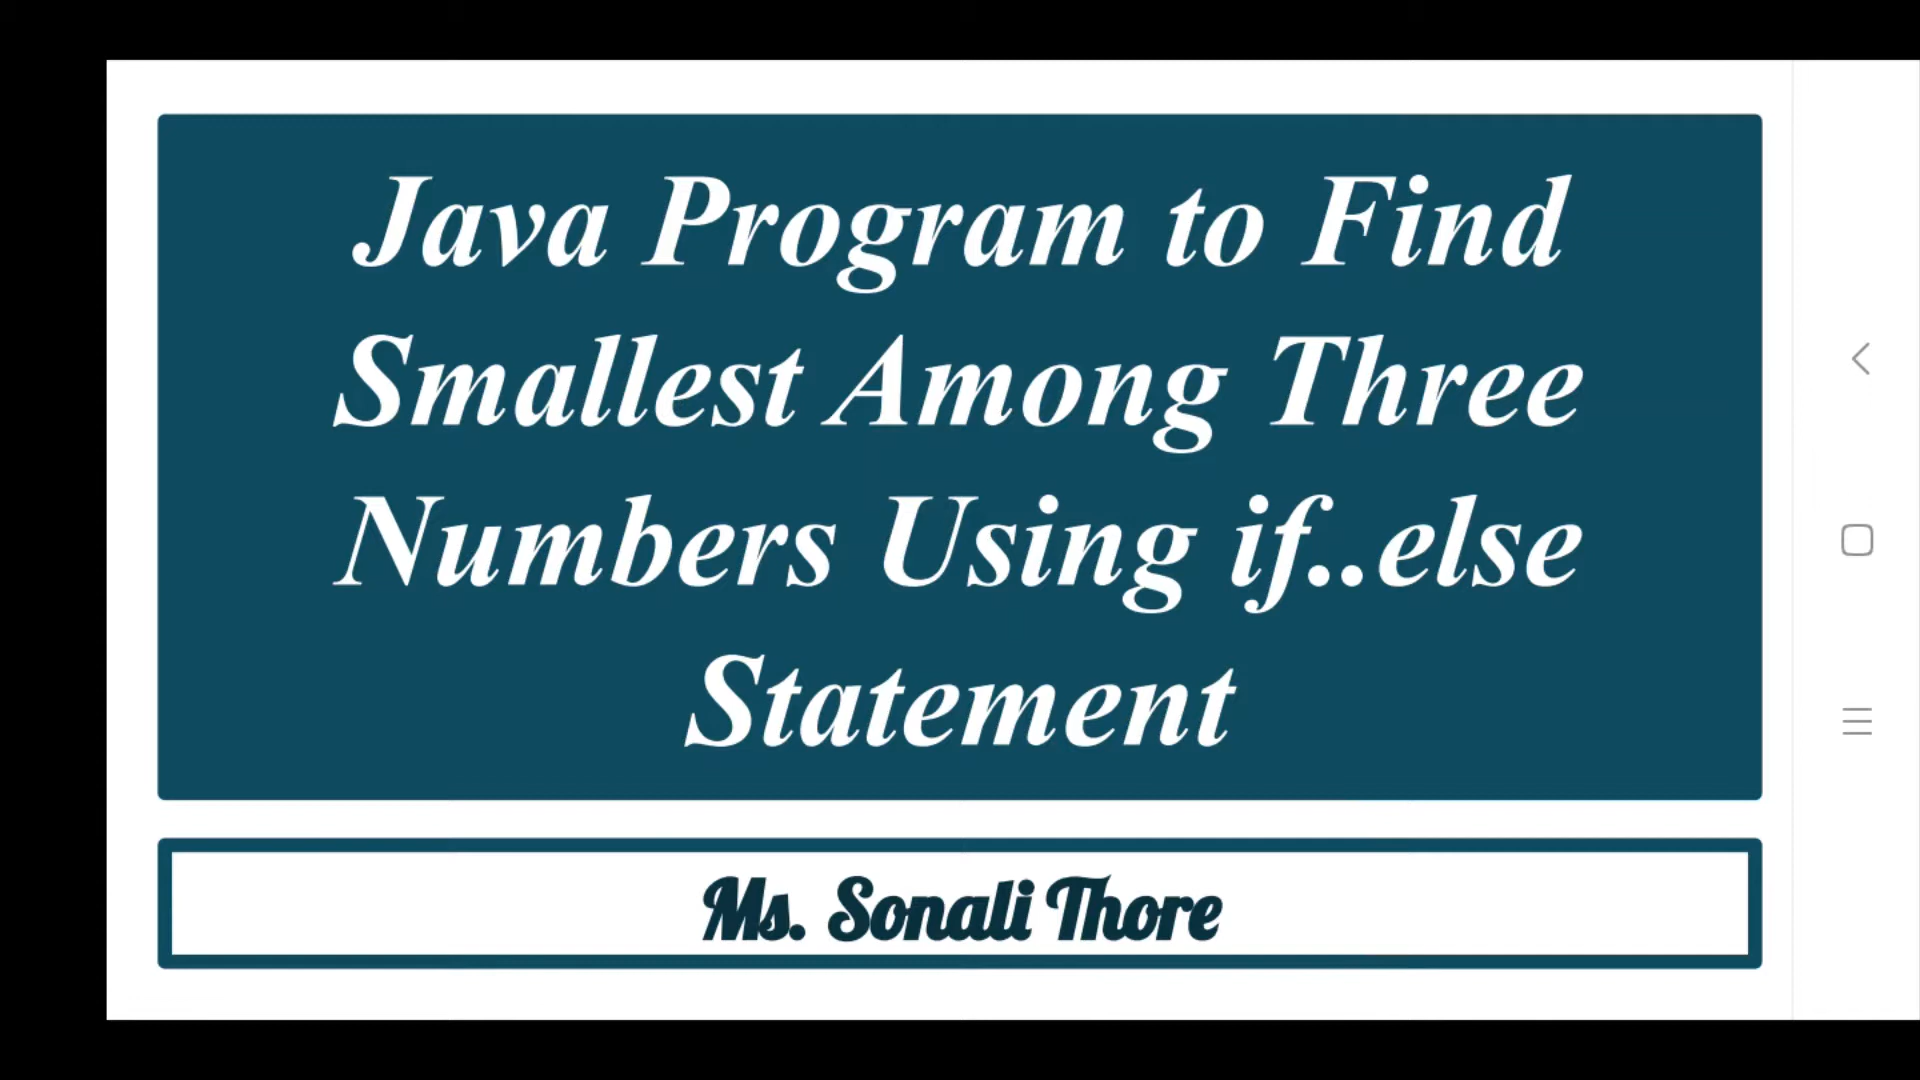 Java Program to Find
Smallest Among Three
Numbers Using if..else
Statement
Ms. Sonali Thore